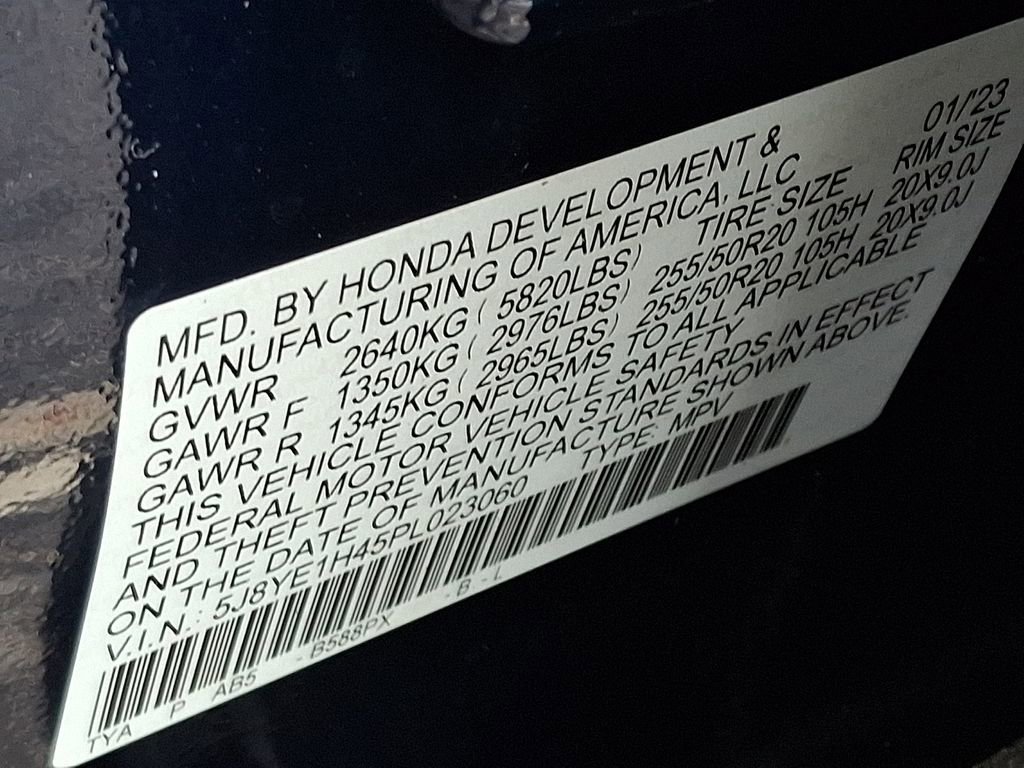 01/'23
MFD. BY HONDA DEVELOPMENT &
MANUFACTURING OF AMERICA, LLC
GVWR 2640KG ( 5820LBS) TIRE SIZE RIM SIZE
GAWR F 1350KG ( 2976LBS) 255/50R20 105H 20X9.0J
GAWR R 1345KG ( 2965LBS) 255/50R20 105H 20X9.0J
THIS VEHICLE CONFORMS TO ALL APPLICABLE
FEDERAL MOTOR VEHICLE SAFETY
AND THEFT PREVENTION STANDARDS IN EFFECT
ON THE DATE OF MANUFACTURE SHOWN ABOVE.
V.I.N.: 5J8YE1H45PL023060 TYPE: MPV
TYA P AB5 - B588PX - B - L